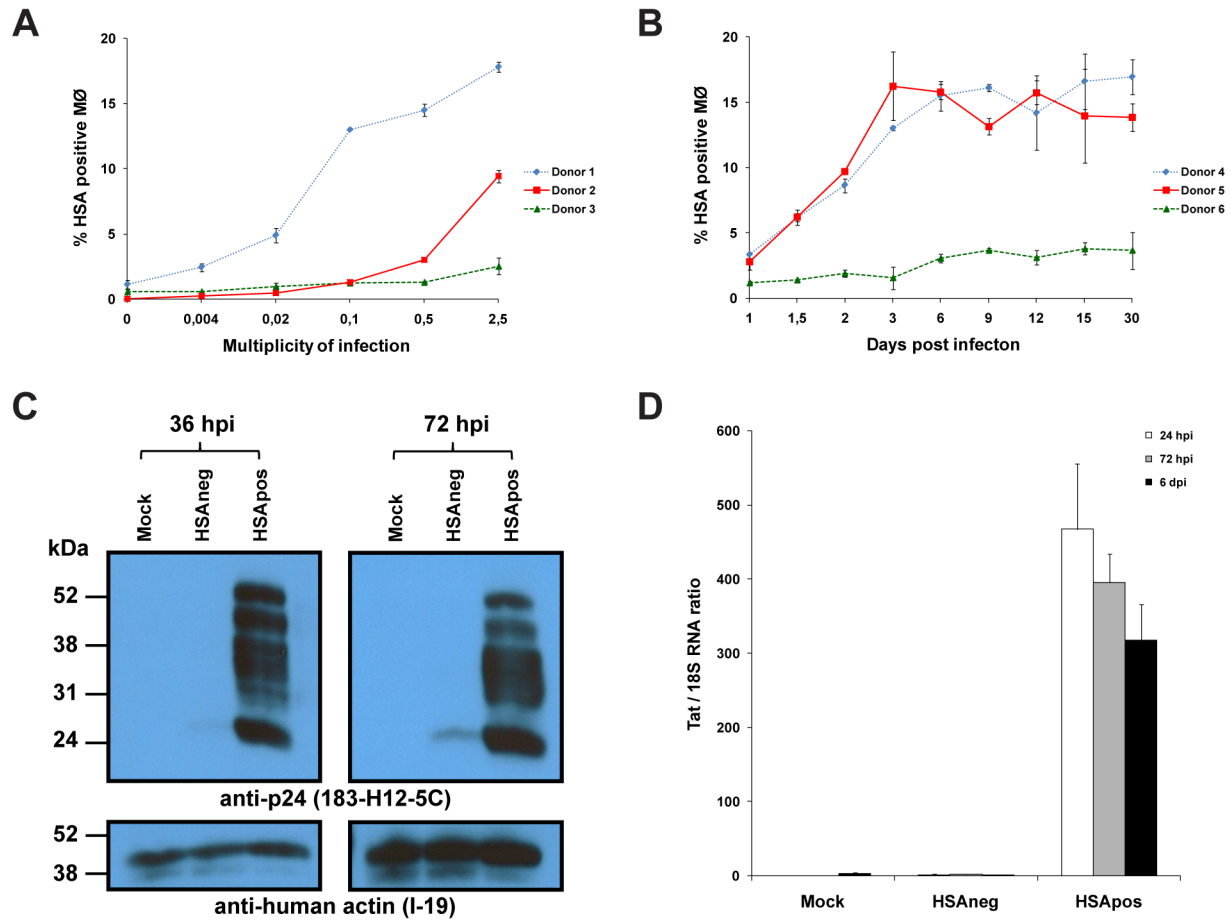 A
20
15
10
5
0
% HSA positive MØ
0 0,004 0,02 0,1 0,5 2,5
Multiplicity of infection
Donor 1
Donor 2
Donor 3
B
20
15
10
5
0
% HSA positive MØ
1 1,5 2 3 6 9 12 15 30
Days post infecton
Donor 4
Donor 5
Donor 6
C
36 hpi 72 hpi
Mock HSAneg HSApos Mock HSAneg HSApos
kDa
52
38
31
24
anti-p24 (183-H12-5C)
52
38
anti-human actin (I-19)
D
600
500
400
300
200
100
0
Tat / 18S RNA ratio
Mock HSAneg HSApos
24 hpi
72 hpi
6 dpi